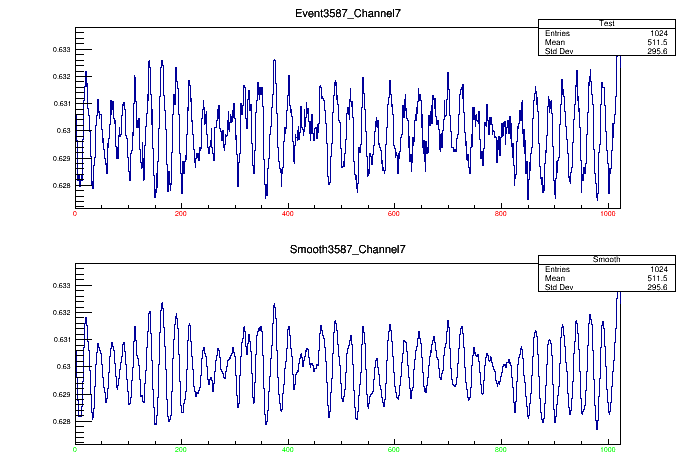 Event3587_Channel7
Test
Entries 1024
Mean 511.5
Std Dev 295.6
0.633
0.632
0.631
0.63
0.629
0.628
0 200 400 600 800 1000
Smooth3587_Channel7
Smooth
Entries 1024
Mean 511.5
Std Dev 295.6
0.633
0.632
0.631
0.63
0.629
0.628
0 200 400 600 800 1000